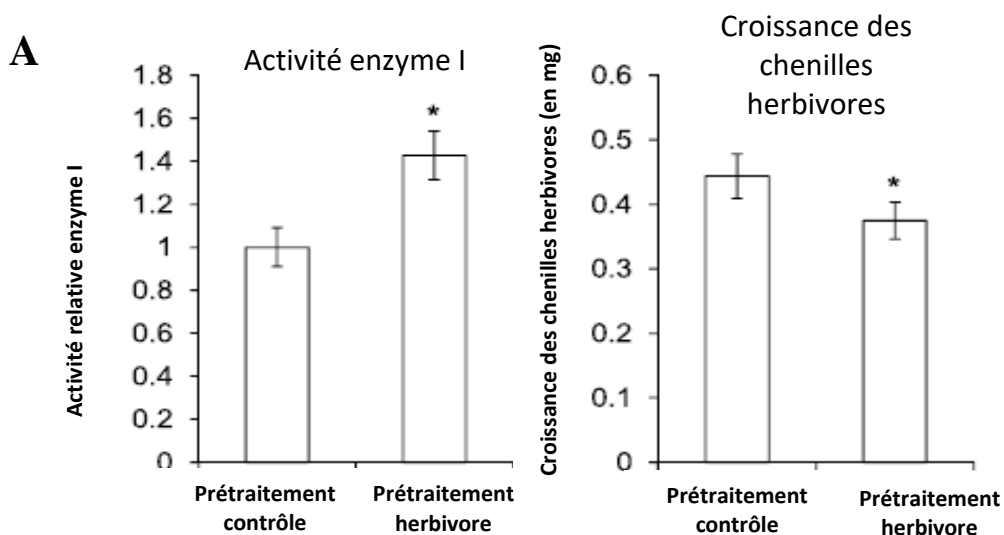 A
Activité enzyme I
Activité relative enzyme I
1.8
1.6
1.4
1.2
1
0.8
0.6
0.4
0.2
0
*
Prétraitement
contrôle
Prétraitement
herbivore
Croissance des
chenilles
herbivores
Croissance des chenilles herbivores (en mg)
0.6
0.5
0.4
0.3
0.2
0.1
0
*
Prétraitement
contrôle
Prétraitement
herbivore